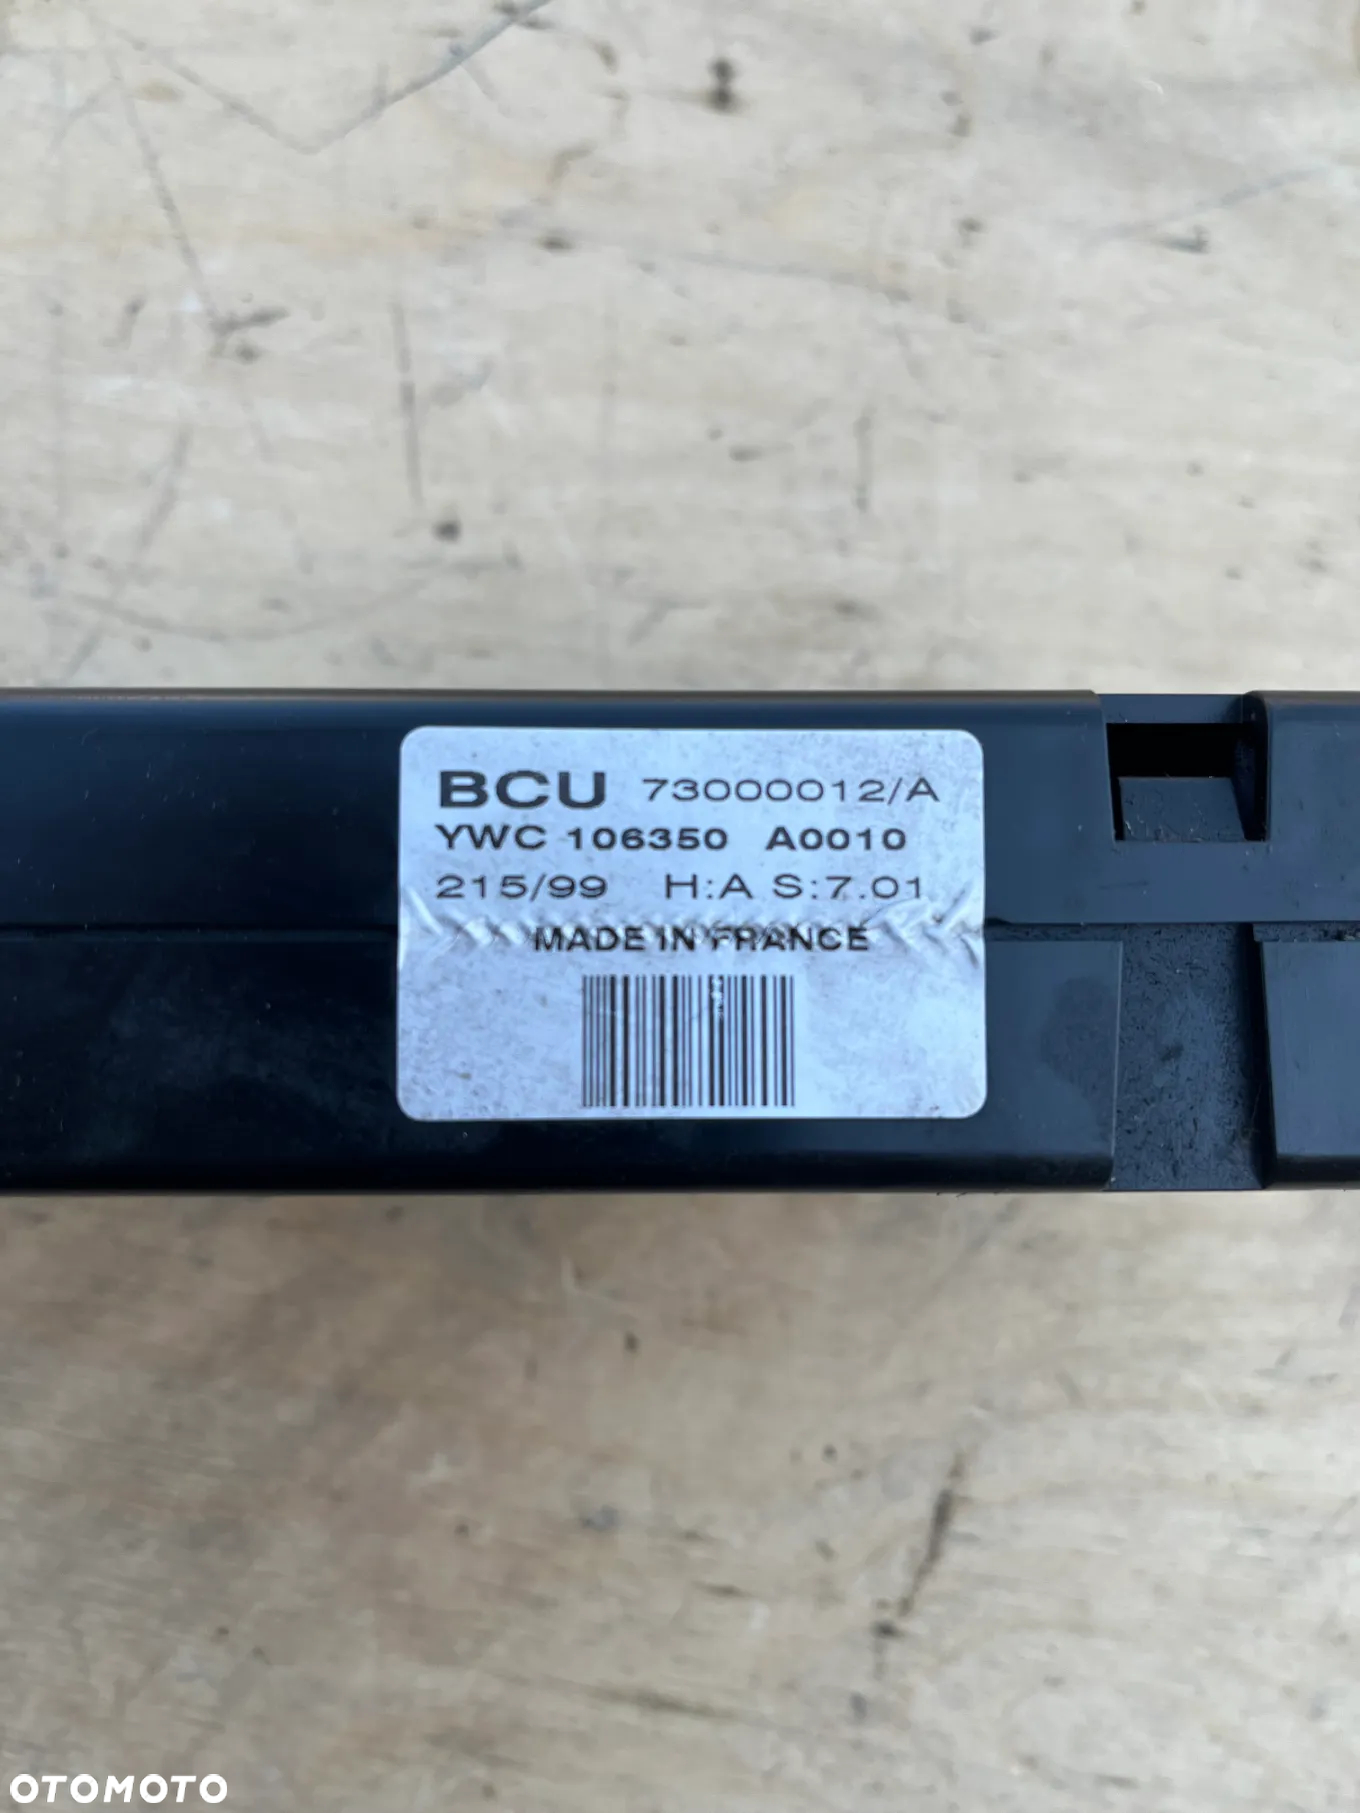 BCU 73000012/A
YWC 106350 A0010
215/99 H:A S:7.01
MADE IN FRANCE
OTOMOTO